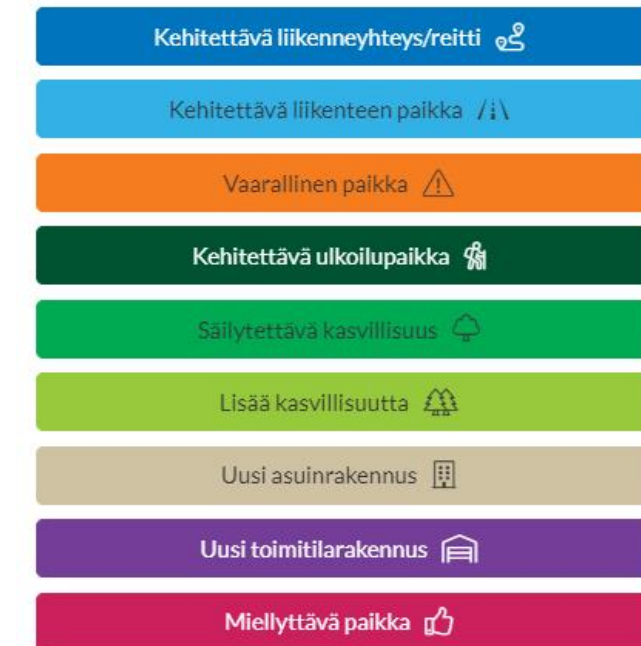 Kehitettävä liikenneyhteys/reitti
Kehitettävä liikenteen paikka
Vaarallinen paikka
Kehitettävä ulkoilupaikka
Säilytettävä kasvillisuus
Lisää kasvillisuutta
Uusi asuinrakennus
Uusi toimitilarakennus
Miellyttävä paikka